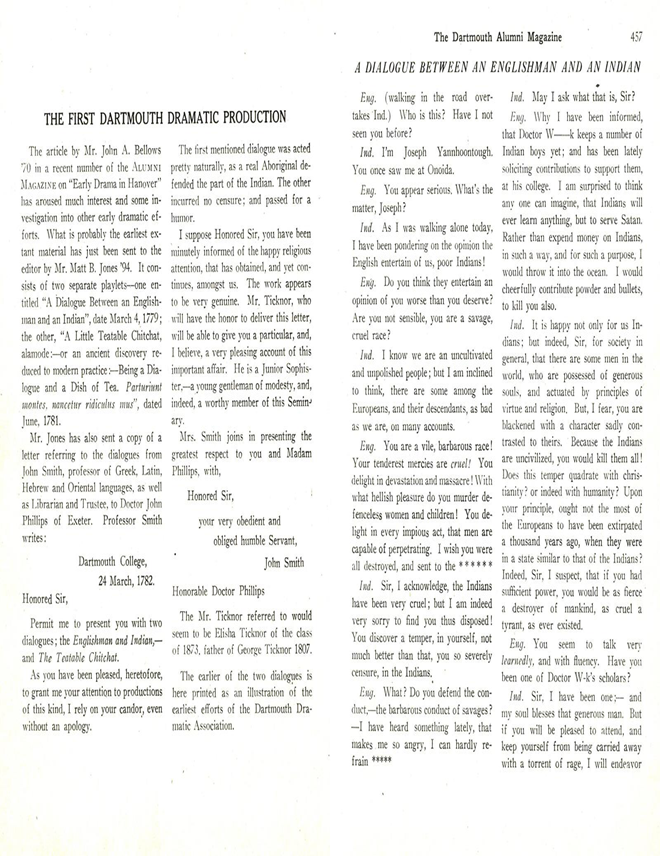 THE FIRST DARTMOUTH DRAMATIC PRODUCTION
The article by Mr. John A. Bellows
'70 in a recent number of the ALUMNI
MAGAZINE on "Early Drama in Hanover"
has aroused much interest and some in-
vestigation into other early dramatic ef-
forts. What is probably the earliest ex-
tant material has just been sent to the
editor by Mr. Matt B. Jones '94. It con-
sists of two separate playlets—one en-
titled "A Dialogue Between an English-
man and an Indian", date March 4, 1779;
the other, "A Little Teatable Chitchat,
alamode:—or an ancient discovery re-
duced to modern practice:—Being a Dia-
logue and a Dish of Tea. Parturiunt
montes, nancetur ridiculus mus", dated
June, 1781.
Mr. Jones has also sent a copy of a
letter referring to the dialogues from
John Smith, professor of Greek, Latin,
Hebrew and Oriental languages, as well
as Librarian and Trustee, to Doctor John
Phillips of Exeter. Professor Smith
writes:
Dartmouth College,
24 March, 1782.
Honored Sir,
Permit me to present you with two
dialogues; the Englishman and Indian,—
and The Teatable Chitchat.
As you have been pleased, heretofore,
to grant me your attention to productions
of this kind, I rely on your candor, even
without an apology.
The first mentioned dialogue was acted
pretty naturally, as a real Aboriginal de-
fended the part of the Indian. The other
incurred no censure; and passed for a
humor.
I suppose Honored Sir, you have been
minutely informed of the happy religious
attention, that has obtained, and yet con-
tinues, amongst us. The work appears
to be very genuine. Mr. Ticknor, who
will have the honor to deliver this letter,
will be able to give you a particular, and,
I believe, a very pleasing account of this
important affair. He is a Junior Sophis-
ter,—a young gentleman of modesty, and,
indeed, a worthy member of this Semin-
ary.
Mrs. Smith joins in presenting the
greatest respect to you and Madam
Phillips, with,
Honored Sir,
your very obedient and
obliged humble Servant,
John Smith
Honorable Doctor Phillips
The Mr. Ticknor referred to would
seem to be Elisha Ticknor of the class
of 1873, father of George Ticknor 1807.
The earlier of the two dialogues is
here printed as an illustration of the
earliest efforts of the Dartmouth Dra-
matic Association.
The Dartmouth Alumni Magazine 457
A DIALOGUE BETWEEN AN ENGLISHMAN AND AN INDIAN
Eng. (walking in the road over-
takes Ind.) Who is this? Have I not
seen you before?
Ind. I'm Joseph Yannhoontough.
You once saw me at Onoida.
Eng. You appear serious. What's the
matter, Joseph?
Ind. As I was walking alone today,
I have been pondering on the opinion the
English entertain of us, poor Indians!
Eng. Do you think they entertain an
opinion of you worse than you deserve?
Are you not sensible, you are a savage,
cruel race?
Ind. I know we are an uncultivated
and unpolished people; but I am inclined
to think, there are some among the
Europeans, and their descendants, as bad
as we are, on many accounts.
Eng. You are a vile, barbarous race!
Your tenderest mercies are cruel! You
delight in devastation and massacre! With
what hellish pleasure do you murder de-
fenceless women and children! You de-
light in every impious act, that men are
capable of perpetrating. I wish you were
all destroyed, and sent to the ******
Ind. Sir, I acknowledge, the Indians
have been very cruel; but I am indeed
very sorry to find you thus disposed!
You discover a temper, in yourself, not
much better than that, you so severely
censure, in the Indians.
Eng. What? Do you defend the con-
duct,—the barbarous conduct of savages?
—I have heard something lately, that
makes me so angry, I can hardly re-
frain *****
Ind. May I ask what that is, Sir?
Eng. Why I have been informed,
that Doctor W——k keeps a number of
Indian boys yet; and has been lately
soliciting contributions to support them,
at his college. I am surprised to think
any one can imagine, that Indians will
ever learn anything, but to serve Satan.
Rather than expend money on Indians,
in such a way, and for such a purpose, I
would throw it into the ocean. I would
cheerfully contribute powder and bullets,
to kill you also.
Ind. It is happy not only for us In-
dians; but indeed, Sir, for society in
general, that there are some men in the
world, who are possessed of generous
souls, and actuated by principles of
virtue and religion. But, I fear, you are
blackened with a character sadly con-
trasted to theirs. Because the Indians
are uncivilized, you would kill them all!
Does this temper quadrate with chris-
tianity? or indeed with humanity? Upon
your principle, ought not the most of
the Europeans to have been extirpated
a thousand years ago, when they were
in a state similar to that of the Indians?
Indeed, Sir, I suspect, that if you had
sufficient power, you would be as fierce
a destroyer of mankind, as cruel a
tyrant, as ever existed.
Eng. You seem to talk very
learnedly, and with fluency. Have you
been one of Doctor W-k's scholars?
Ind. Sir, I have been one;— and
my soul blesses that generous man. But
if you will be pleased to attend, and
keep yourself from being carried away
with a torrent of rage, I will endeavor